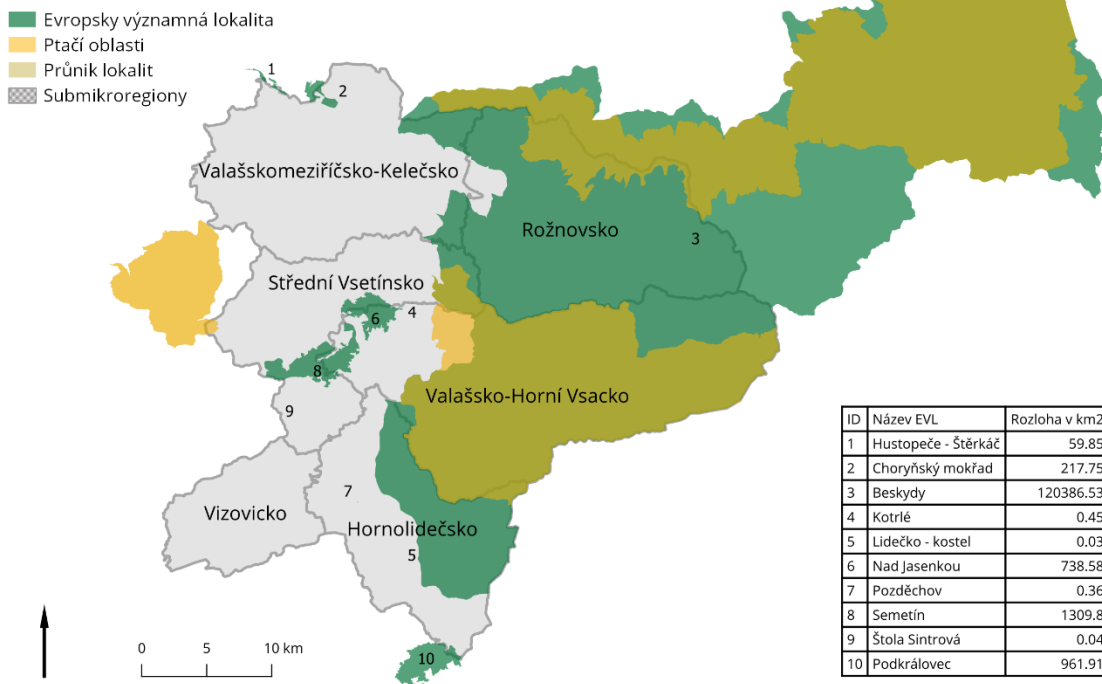 Evropsky významná lokalita
Ptačí oblasti
Průnik lokalit
Submikroregiony
1
2
Valašskomeziříčsko-Kelečsko
Rožnovsko
3
Střední Vsetínsko
4
6
8
Valašsko-Horní Vsacko
9
7
Vizovicko
Hornolidečsko
5
10
0 5 10 km
ID Název EVL Rozloha v km2
1 Hustopeče - Štěrkáč 59.85
2 Choryňský mokřad 217.75
3 Beskydy 120386.53
4 Kotrlé 0.45
5 Lidečko - kostel 0.03
6 Nad Jasenkou 738.58
7 Pozděchov 0.36
8 Semetín 1309.8
9 Štola Sintrová 0.04
10 Podkrálovec 961.91